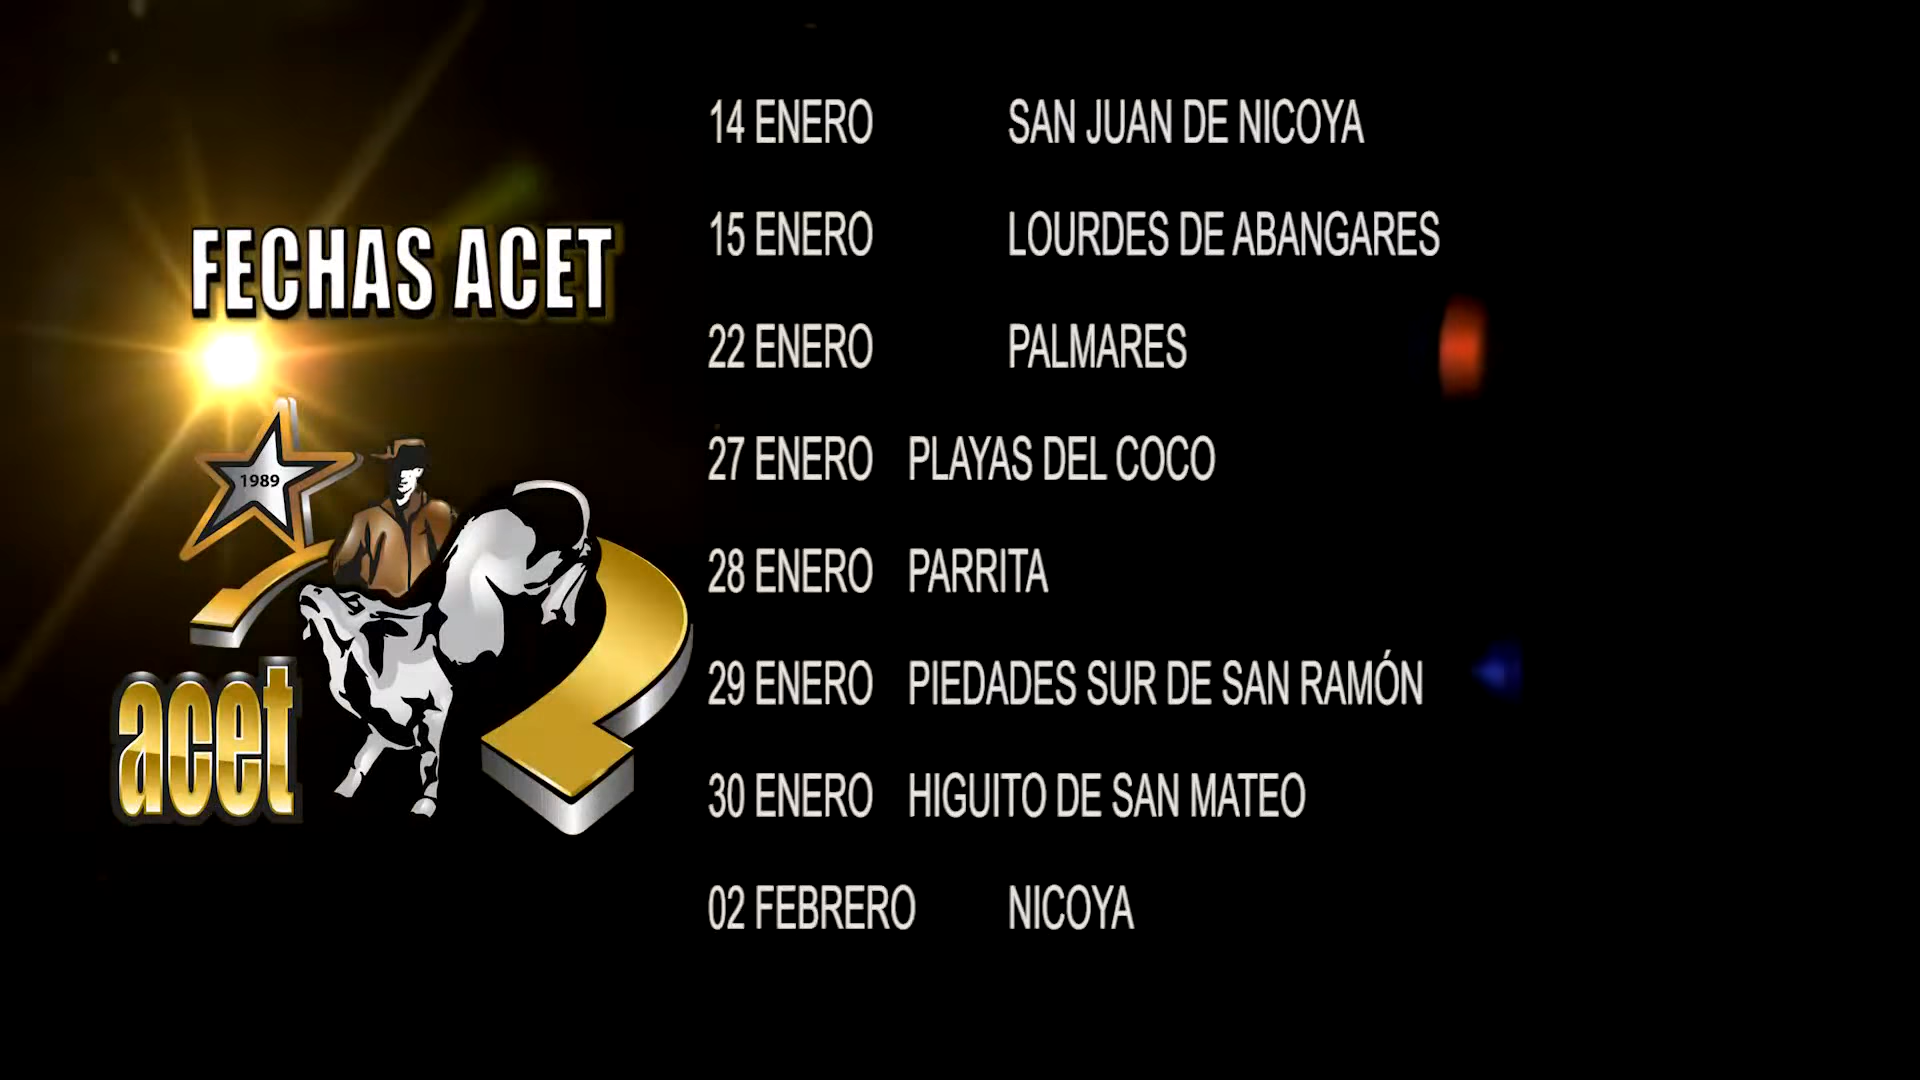 FECHAS ACET
1989
acet
14 ENERO SAN JUAN DE NICOYA
15 ENERO LOURDES DE ABANGARES
22 ENERO PALMARES
27 ENERO PLAYAS DEL COCO
28 ENERO PARRITA
29 ENERO PIEDADES SUR DE SAN RAMÓN
30 ENERO HIGUITO DE SAN MATEO
02 FEBRERO NICOYA